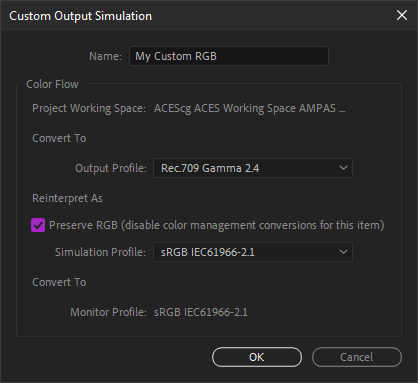 Custom Output Simulation
Name: My Custom RGB
Color Flow
Project Working Space: ACEScg ACES Working Space AMPAS ...
Convert To
Output Profile: Rec.709 Gamma 2.4
Reinterpret As
Preserve RGB (disable color management conversions for this item)
Simulation Profile: sRGB IEC61966-2.1
Convert To
Monitor Profile: sRGB IEC61966-2.1
OK Cancel